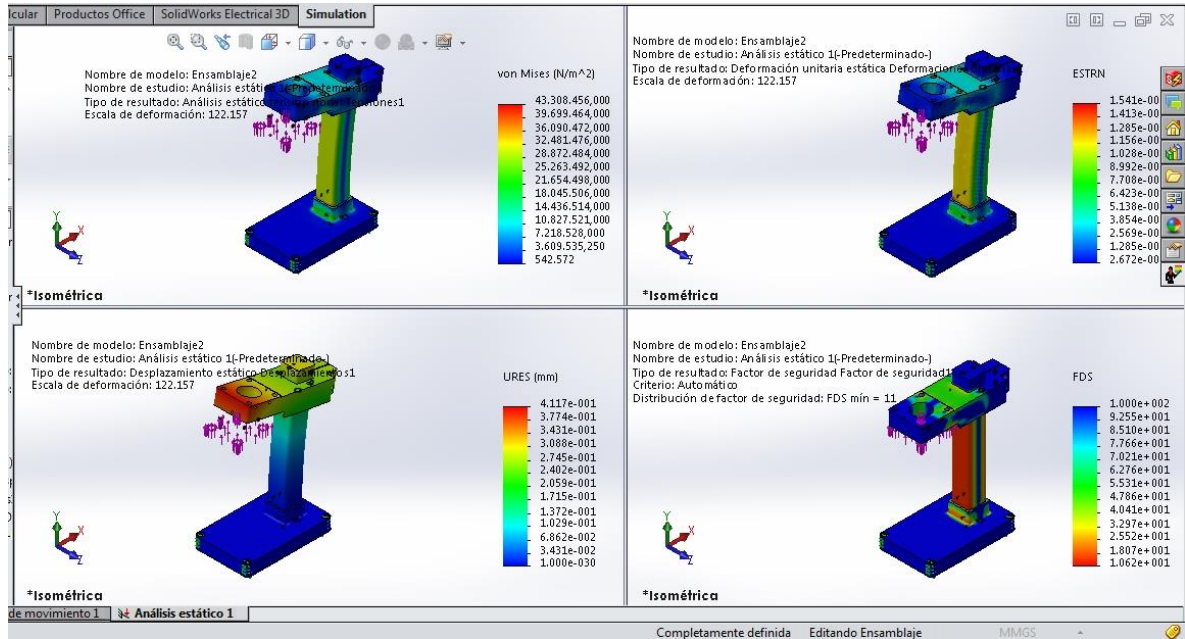 Productos Office
SolidWorks Electrical 3D
Simulation
Nombre de modelo: Ensamblaje2
Nombre de estudio: Análisis estático
Tipo de resultado: Análisis estático
Escala de deformación: 122.157
von Mises (N/m^2)
43.308.456,000
39.699.464,000
36.090.472,000
32.481.476,000
28.872.484,000
25.263.492,000
21.654.498,000
18.045.506,000
14.436.514,000
10.827.521,000
7.218.528,000
3.609.535,250
542.572
Y
X
Z
*Isométrica
Nombre de modelo: Ensamblaje2
Nombre de estudio: Análisis estático 1(-Predeterminado-)
Tipo de resultado: Deformación unitaria estática
Escala de deformación: 122.157
ESTRN
1.541e-00
1.413e-00
1.285e-00
1.156e-00
1.028e-00
8.992e-00
7.708e-00
6.423e-00
5.138e-00
3.854e-00
2.569e-00
1.285e-00
2.672e-00
Y
X
Z
*Isométrica
Nombre de modelo: Ensamblaje2
Nombre de estudio: Análisis estático 1(-Predeterminado-)
Tipo de resultado: Desplazamiento estático Desplazamientos1
Escala de deformación: 122.157
URES (mm)
4.117e-001
3.774e-001
3.431e-001
3.088e-001
2.745e-001
2.402e-001
2.059e-001
1.715e-001
1.372e-001
1.029e-001
6.862e-002
3.431e-002
1.000e-030
Y
X
Z
*Isométrica
Nombre de modelo: Ensamblaje2
Nombre de estudio: Análisis estático 1(-Predeterminado-)
Tipo de resultado: Factor de seguridad Factor de seguridad1
Criterio: Automático
Distribución de factor de seguridad: FDS mín = 11
FDS
1.000e+002
9.255e+001
8.510e+001
7.766e+001
7.021e+001
6.276e+001
5.531e+001
4.786e+001
4.041e+001
3.297e+001
2.552e+001
1.807e+001
1.062e+001
Y
X
Z
*Isométrica
de movimiento 1
Análisis estático 1
Completamente definida
Editando Ensamblaje
MMGS